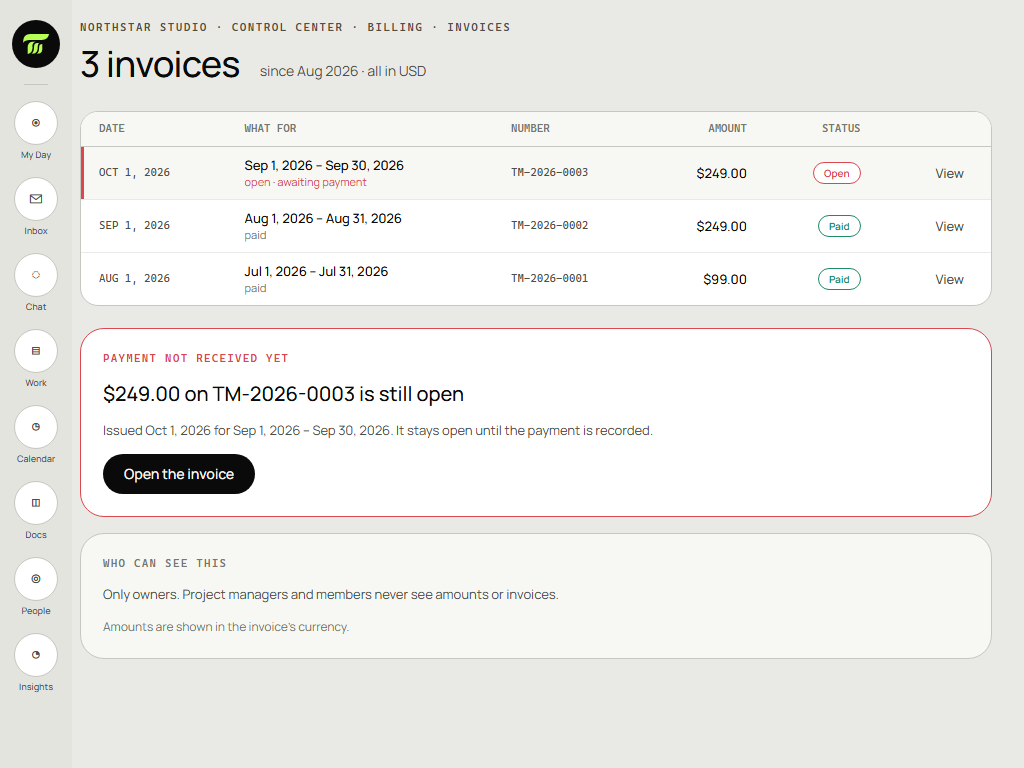 NORTHSTAR STUDIO · CONTROL CENTER · BILLING · INVOICES
3 invoices since Aug 2026 · all in USD
DATE WHAT FOR NUMBER AMOUNT STATUS
OCT 1, 2026 Sep 1, 2026 – Sep 30, 2026 TM-2026-0003 $249.00 Open View
open · awaiting payment
SEP 1, 2026 Aug 1, 2026 – Aug 31, 2026 TM-2026-0002 $249.00 Paid View
paid
AUG 1, 2026 Jul 1, 2026 – Jul 31, 2026 TM-2026-0001 $99.00 Paid View
paid
PAYMENT NOT RECEIVED YET
$249.00 on TM-2026-0003 is still open
Issued Oct 1, 2026 for Sep 1, 2026 – Sep 30, 2026. It stays open until the payment is recorded.
Open the invoice
WHO CAN SEE THIS
Only owners. Project managers and members never see amounts or invoices.
Amounts are shown in the invoice's currency.
My Day
Inbox
Chat
Work
Calendar
Docs
People
Insights